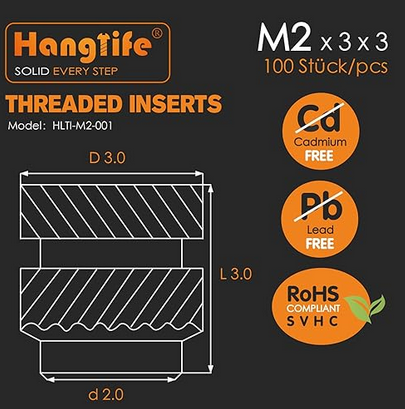 Hanglife®
SOLID EVERY STEP
M2 x 3 x 3
100 Stück/pcs
THREADED INSERTS
Model: HLTI-M2-001
Cd
Cadmium
FREE
Pb
Lead
FREE
RoHS
COMPLIANT
SVHC
D 3.0
L 3.0
d 2.0